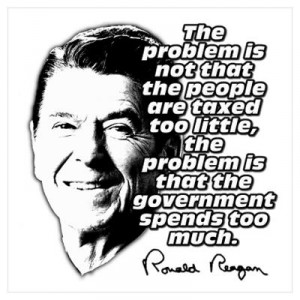 The
problem is
not that
the people
are taxed
too little,
the
problem is
that the
government
spends too
much.
Ronald Reagan